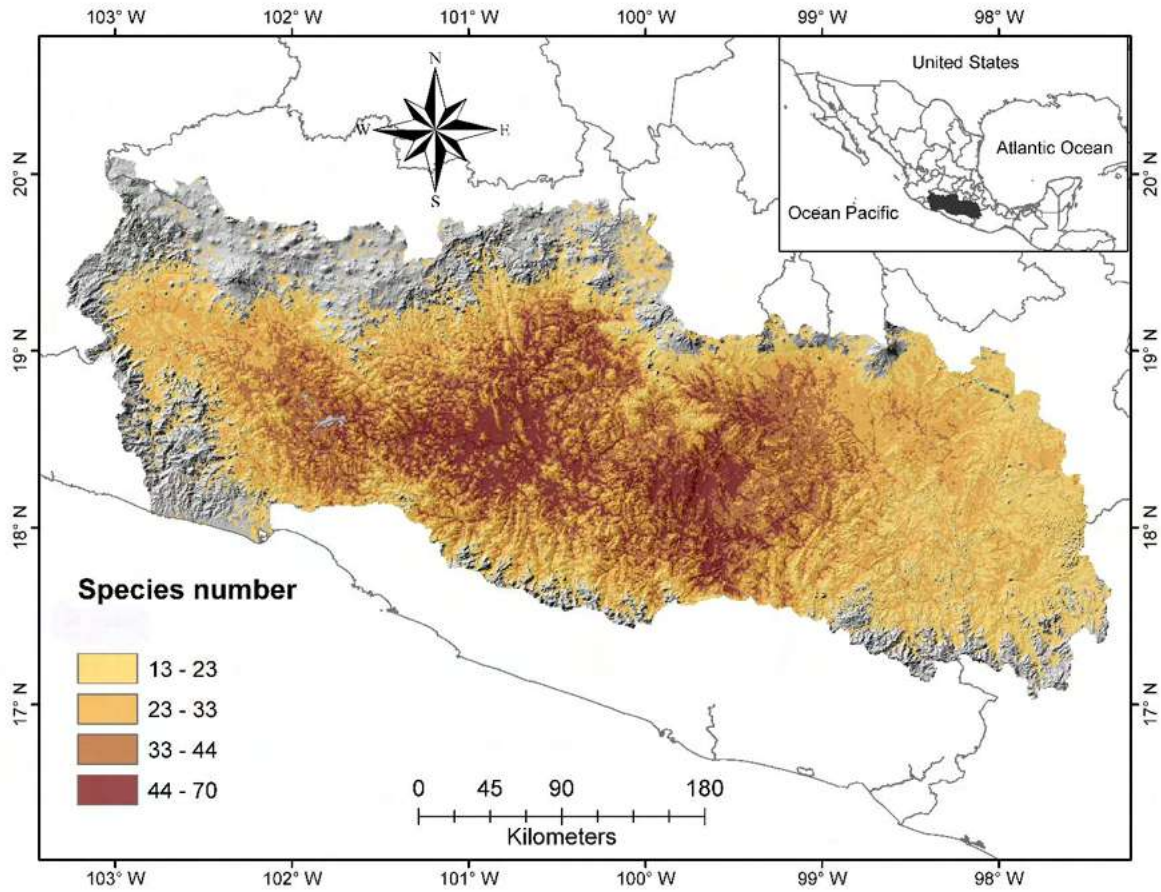 103° W 102° W 101° W 100° W 99° W 98° W
N
W E
S
United States
Atlantic Ocean
Ocean Pacific
20° N 20° N
19° N 19° N
18° N 18° N
17° N 17° N
Species number
13 - 23
23 - 33
33 - 44
44 - 70
0 45 90 180
Kilometers
103° W 102° W 101° W 100° W 99° W 98° W